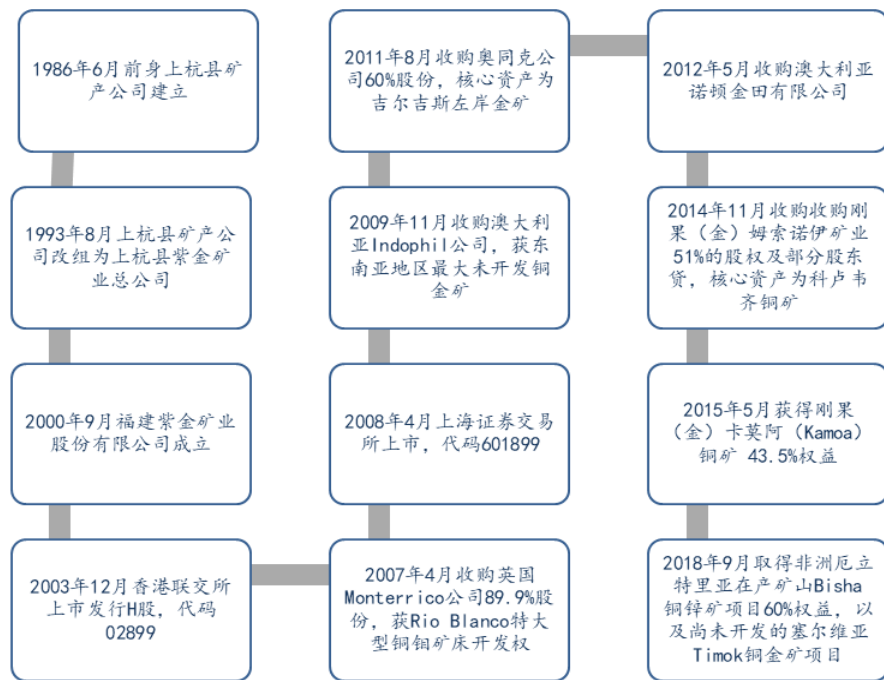 1986年6月前身上杭县矿
产公司建立
1993年8月上杭县矿产公
司改组为上杭县紫金矿
业总公司
2000年9月福建紫金矿业
股份有限公司成立
2003年12月香港联交所
上市发行H股，代码
02899
2007年4月收购英国
Monterrico公司89.9%股
份，获Rio Blanco特大
型铜钼矿床开发权
2008年4月上海证券交易
所上市，代码601899
2009年11月收购澳大利
亚Indophil公司，获东
南亚地区最大未开发铜
金矿
2011年8月收购奥同克公
司60%股份，核心资产为
吉尔吉斯左岸金矿
2012年5月收购澳大利亚
诺顿金田有限公司
2014年11月收购收购刚
果（金）姆索诺伊矿业
51%的股权及部分股东
贷，核心资产为科卢韦
齐铜矿
2015年5月获得刚果
（金）卡莫阿（Kamoa）
铜矿 43.5%权益
2018年9月取得非洲厄立
特里亚在产矿山Bisha
铜锌矿项目60%权益，以
及尚未开发的塞尔维亚
Timok铜金矿项目